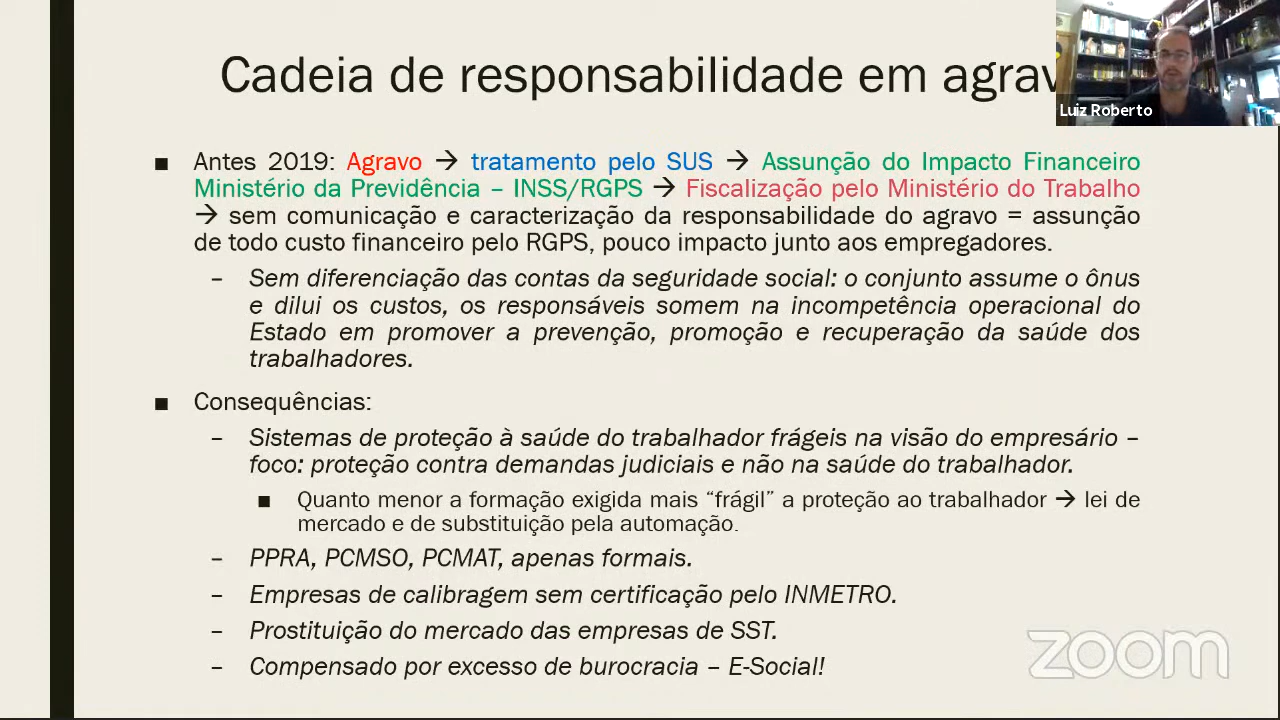 Cadeia de responsabilidade em agrav
Luiz Roberto
■ Antes 2019: Agravo → tratamento pelo SUS → Assunção do Impacto Financeiro
Ministério da Previdência – INSS/RGPS → Fiscalização pelo Ministério do Trabalho
→ sem comunicação e caracterização da responsabilidade do agravo = assunção
de todo custo financeiro pelo RGPS, pouco impacto junto aos empregadores.
– Sem diferenciação das contas da seguridade social: o conjunto assume o ônus
e dilui os custos, os responsáveis somem na incompetência operacional do
Estado em promover a prevenção, promoção e recuperação da saúde dos
trabalhadores.
■ Consequências:
– Sistemas de proteção à saúde do trabalhador frágeis na visão do empresário –
foco: proteção contra demandas judiciais e não na saúde do trabalhador.
■ Quanto menor a formação exigida mais “frágil” a proteção ao trabalhador → lei de
mercado e de substituição pela automação.
– PPRA, PCMSO, PCMAT, apenas formais.
– Empresas de calibragem sem certificação pelo INMETRO.
– Prostituição do mercado das empresas de SST.
– Compensado por excesso de burocracia – E-Social!
zoom